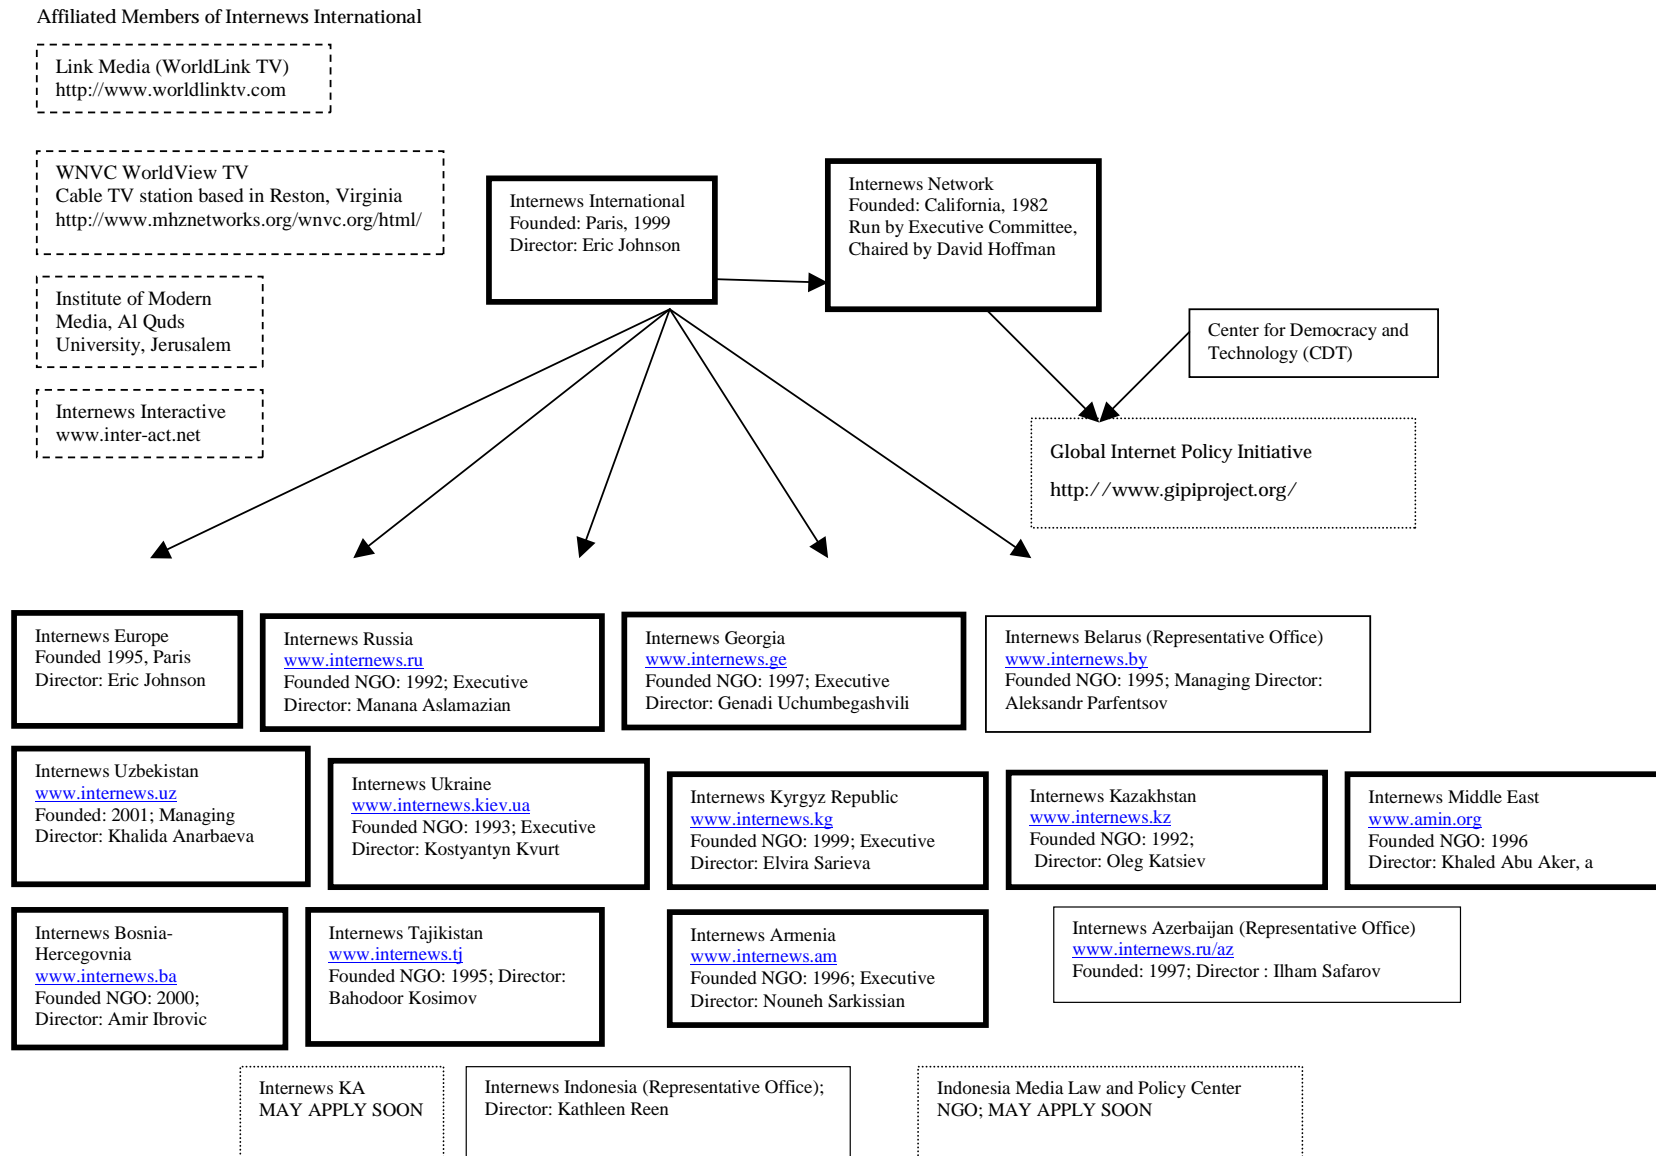 Affiliated Members of Internews International
Link Media (WorldLink TV)
http://www.worldlinktv.com
WNVC WorldView TV
Cable TV station based in Reston, Virginia
http://www.mhznetworks.org/wnvc.org/html/
Institute of Modern
Media, Al Quds
University, Jerusalem
Internews Interactive
www.inter-act.net
Internews International
Founded: Paris, 1999
Director: Eric Johnson
Internews Network
Founded: California, 1982
Run by Executive Committee,
Chaired by David Hoffman
Center for Democracy and
Technology (CDT)
Global Internet Policy Initiative
http://www.gipiproject.org/
Internews Europe
Founded 1995, Paris
Director: Eric Johnson
Internews Russia
www.internews.ru
Founded NGO: 1992; Executive
Director: Manana Aslamazian
Internews Georgia
www.internews.ge
Founded NGO: 1997; Executive
Director: Genadi Uchumbegashvili
Internews Belarus (Representative Office)
www.internews.by
Founded NGO: 1995; Managing Director:
Aleksandr Parfentsov
Internews Uzbekistan
www.internews.uz
Founded: 2001; Managing
Director: Khalida Anarbaeva
Internews Ukraine
www.internews.kiev.ua
Founded NGO: 1993; Executive
Director: Kostyantyn Kvurt
Internews Kyrgyz Republic
www.internews.kg
Founded NGO: 1999; Executive
Director: Elvira Sarieva
Internews Kazakhstan
www.internews.kz
Founded NGO: 1992;
Director: Oleg Katsiev
Internews Middle East
www.amin.org
Founded NGO: 1996
Director: Khaled Abu Aker, a
Internews Bosnia-
Hercegovnia
www.internews.ba
Founded NGO: 2000;
Director: Amir Ibrovic
Internews Tajikistan
www.internews.tj
Founded NGO: 1995; Director:
Bahodoor Kosimov
Internews Armenia
www.internews.am
Founded NGO: 1996; Executive
Director: Nouneh Sarkissian
Internews Azerbaijan (Representative Office)
www.internews.ru/az
Founded: 1997; Director : Ilham Safarov
Internews KA
MAY APPLY SOON
Internews Indonesia (Representative Office);
Director: Kathleen Reen
Indonesia Media Law and Policy Center
NGO; MAY APPLY SOON